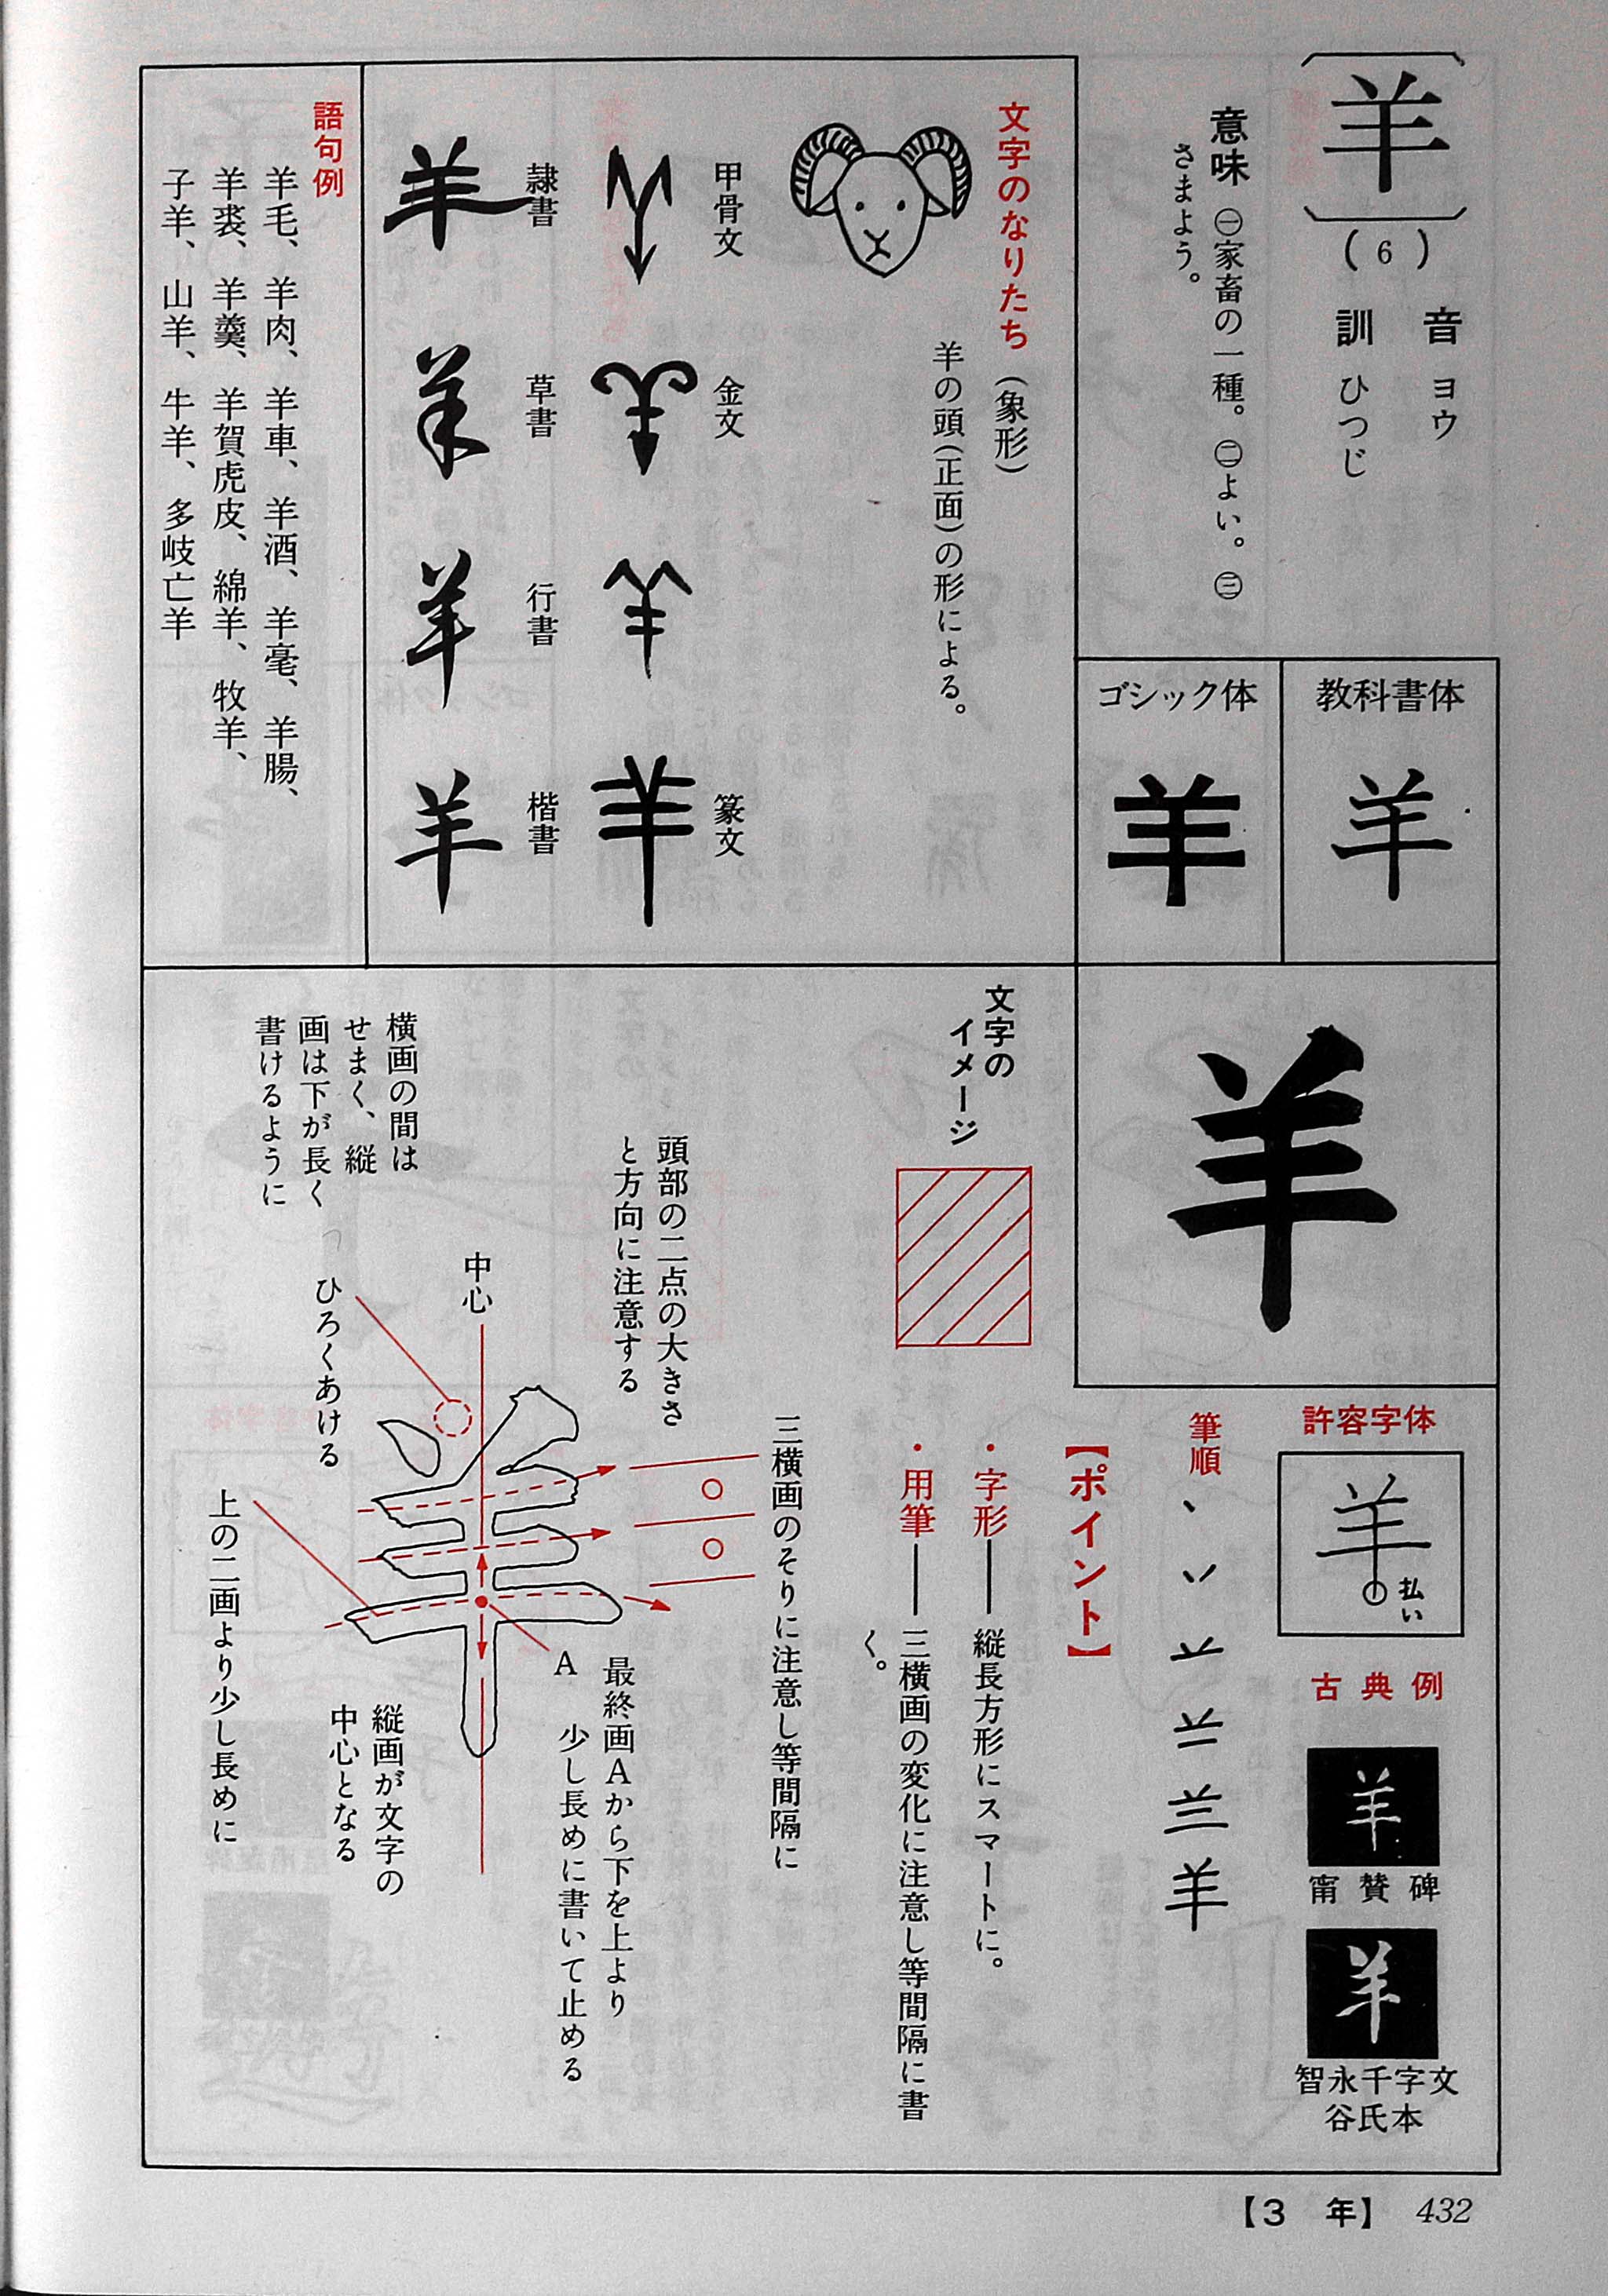 羊
(6)
音 ヨウ
訓 ひつじ
意味 ㊀家畜の一種。㊁よい。㊂
さまよう。
教科書体
羊
ゴシック体
羊
文字のなりたち(象形)
羊の頭(正面)の形による。
甲骨文
金文
篆文
羊
隷書
羊
草書
羊
行書
羊
楷書
羊
語句例
羊毛、羊肉、羊車、羊酒、羊毫、羊腸、
羊裘、羊羹、羊賀虎皮、綿羊、牧羊、
子羊、山羊、牛羊、多岐亡羊
羊
許容字体
羊
払い
古典例
羊
甯賛碑
羊
智永千字文
谷氏本
筆順
羊
【ポイント】
・字形——縦長方形にスマートに。
・用筆——三横画の変化に注意し等間隔に書
く。
文字の
イメージ
三横画のそりに注意し等間隔に
頭部の二点の大きさ
と方向に注意する
最終画Aから下を上より
少し長めに書いて止める
A
中心
横画の間は
せまく、縦
画は下が長く
書けるように
ひろくあける
縦画が文字の
中心となる
上の二画より少し長めに
【3 年】 432